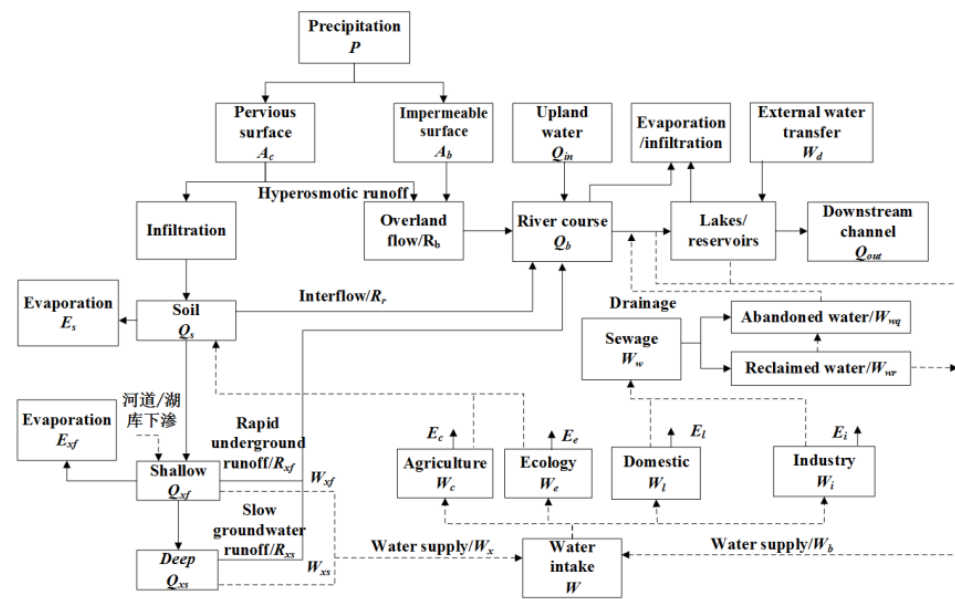 Precipitation
P
Pervious
surface
Ac
Impermeable
surface
Ab
Upland
water
Qin
Evaporation
/infiltration
External water
transfer
Wd
Hyperosmotic runoff
Infiltration
Overland
flow/Rb
River course
Qb
Lakes/
reservoirs
Downstream
channel
Qout
Evaporation
Es
Soil
Qs
Interflow/Rr
Drainage
Sewage
Ww
Abandoned water/Wwq
Reclaimed water/Wwr
河道/湖
库下渗
Evaporation
Exf
Rapid
underground
runoff/Rxf
Shallow
Qxf
Wxf
Ec
Ee
El
Ei
Agriculture
Wc
Ecology
We
Domestic
Wl
Industry
Wi
Slow
groundwater
runoff/Rxs
Deep
Qxs
Wxs
Water supply/Wx
Water
intake
W
Water supply/Wb